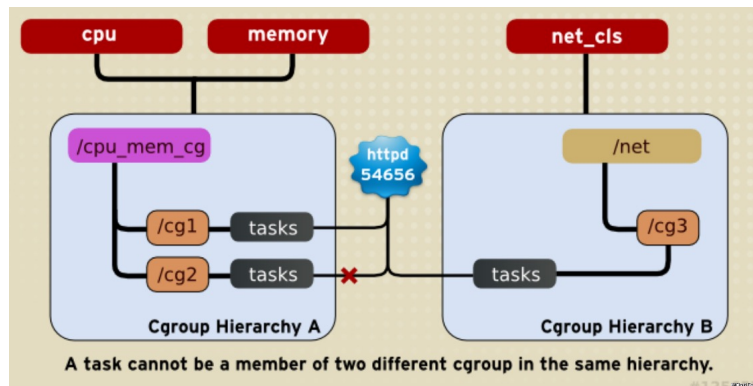 cpu
memory
net_cls
/cpu_mem_cg
httpd
54656
/net
/cg1
tasks
/cg3
/cg2
tasks
tasks
Cgroup Hierarchy A
Cgroup Hierarchy B
A task cannot be a member of two different cgroup in the same hierarchy.